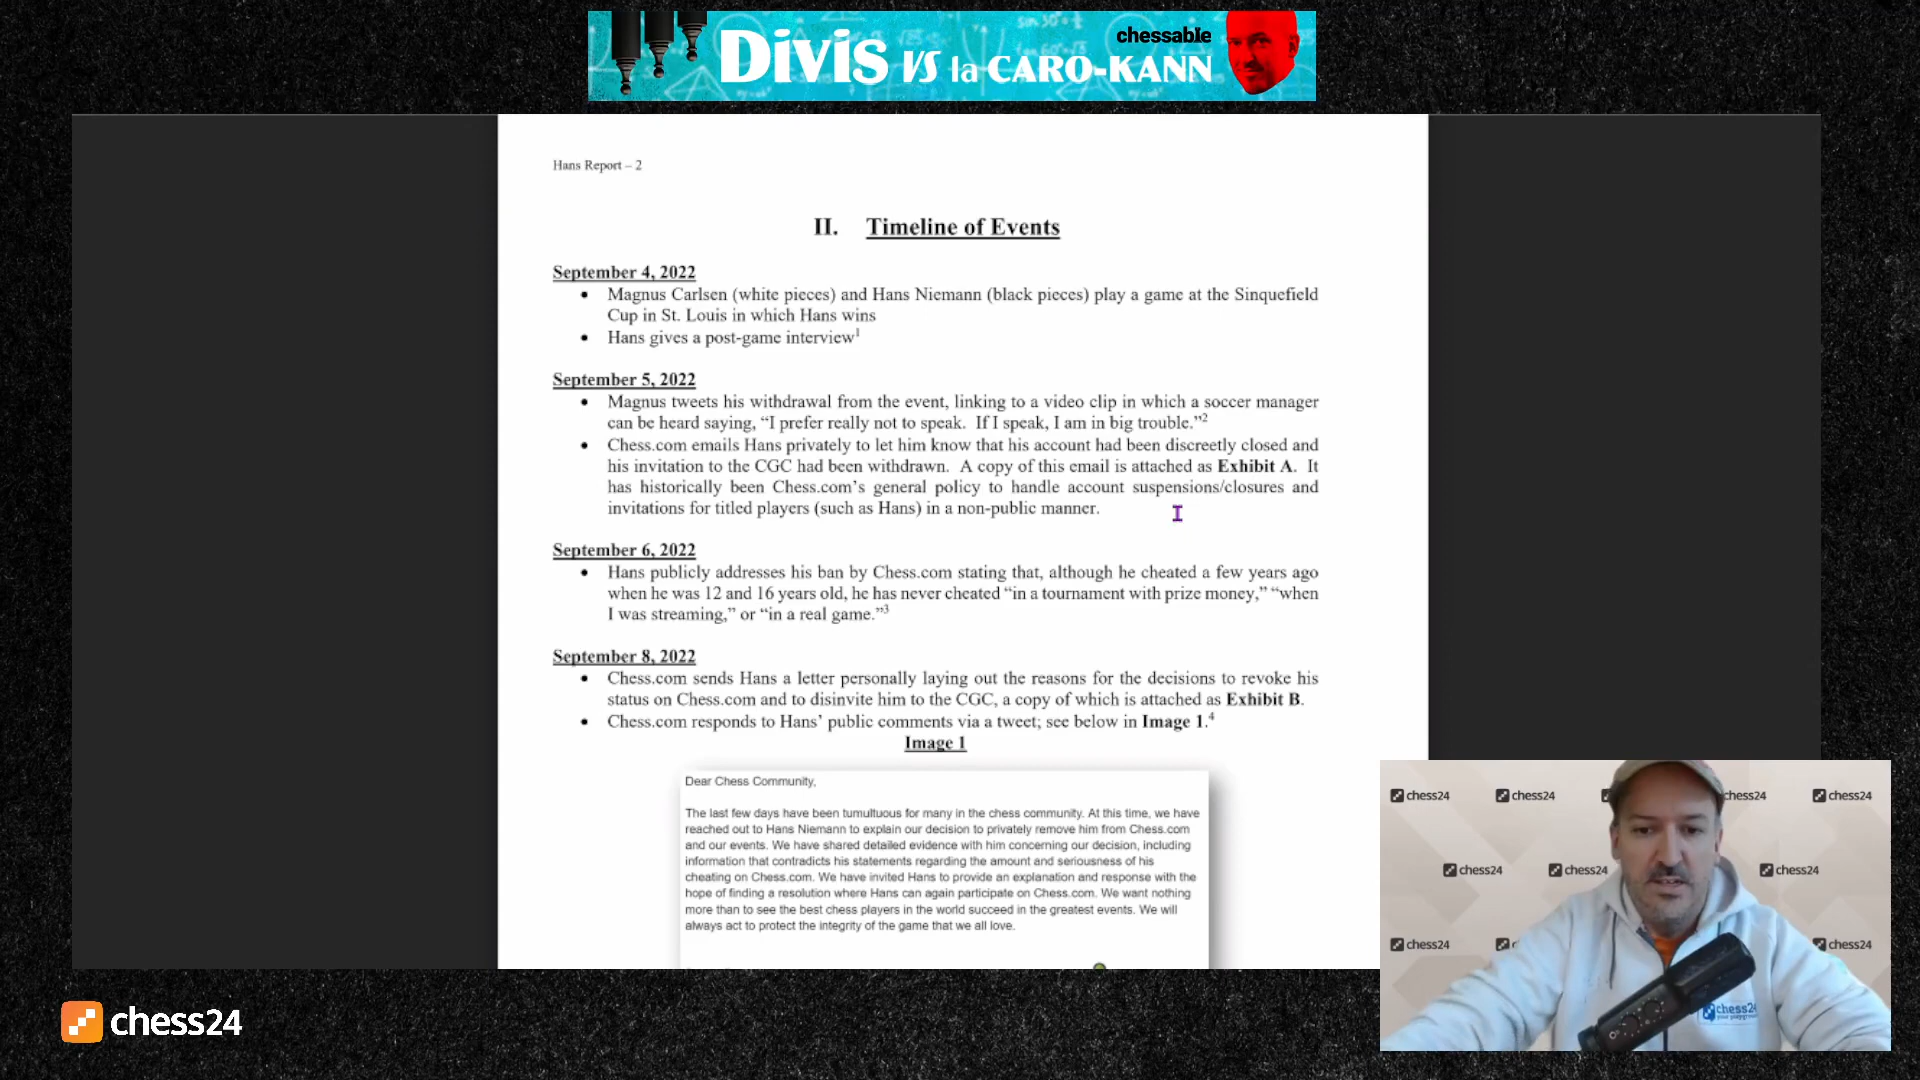 chessable
Divis vs la CARO-KANN
Hans Report – 2
II. Timeline of Events
September 4, 2022
• Magnus Carlsen (white pieces) and Hans Niemann (black pieces) play a game at the Sinquefield
Cup in St. Louis in which Hans wins
• Hans gives a post-game interview1
September 5, 2022
• Magnus tweets his withdrawal from the event, linking to a video clip in which a soccer manager
can be heard saying, “I prefer really not to speak. If I speak, I am in big trouble.”2
• Chess.com emails Hans privately to let him know that his account had been discreetly closed and
his invitation to the CGC had been withdrawn. A copy of this email is attached as Exhibit A. It
has historically been Chess.com’s general policy to handle account suspensions/closures and
invitations for titled players (such as Hans) in a non-public manner.
September 6, 2022
• Hans publicly addresses his ban by Chess.com stating that, although he cheated a few years ago
when he was 12 and 16 years old, he has never cheated “in a tournament with prize money,” “when
I was streaming,” or “in a real game.”3
September 8, 2022
• Chess.com sends Hans a letter personally laying out the reasons for the decisions to revoke his
status on Chess.com and to disinvite him to the CGC, a copy of which is attached as Exhibit B.
• Chess.com responds to Hans’ public comments via a tweet; see below in Image 1.4
Image 1
Dear Chess Community,
The last few days have been tumultuous for many in the chess community. At this time, we have
reached out to Hans Niemann to explain our decision to privately remove him from Chess.com
and our events. We have shared detailed evidence with him concerning our decision, including
information that contradicts his statements regarding the amount and seriousness of his
cheating on Chess.com. We have invited Hans to provide an explanation and response with the
hope of finding a resolution where Hans can again participate on Chess.com. We want nothing
more than to see the best chess players in the world succeed in the greatest events. We will
always act to protect the integrity of the game that we all love.
chess24 chess24 chess24 chess24
chess24 chess24 chess24
chess24 chess24
chess24
chess24